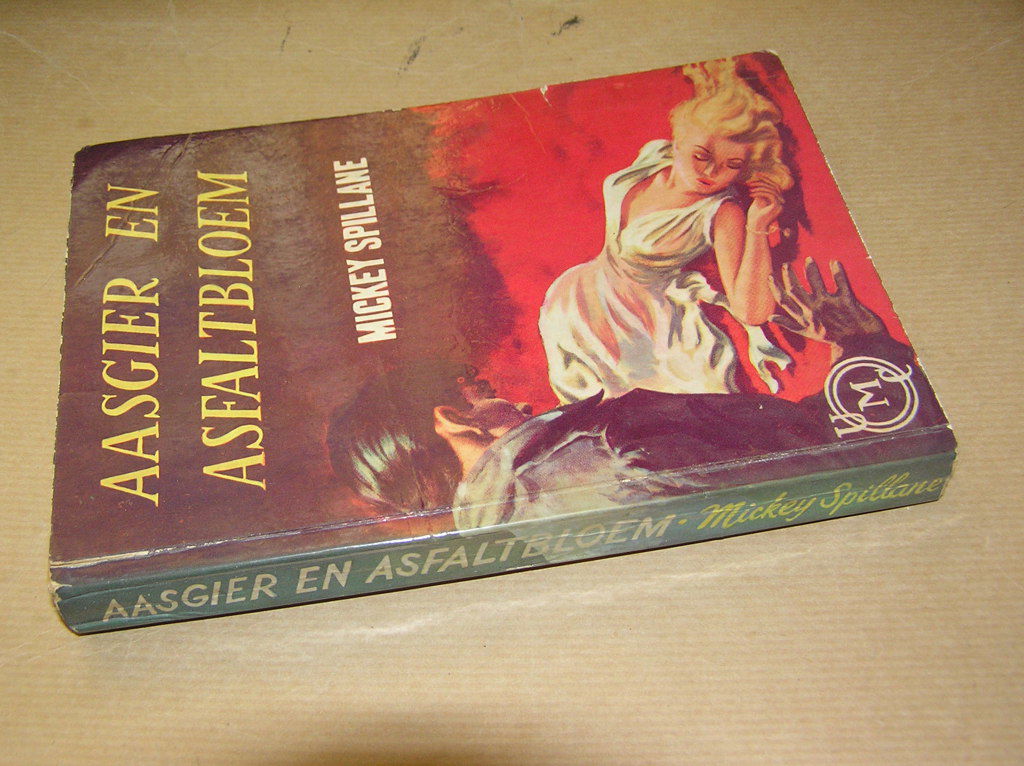 AASGIER EN
ASFALTBLOEM
MICKEY SPILLANE
AASGIER EN ASFALTBLOEM · Mickey Spillane